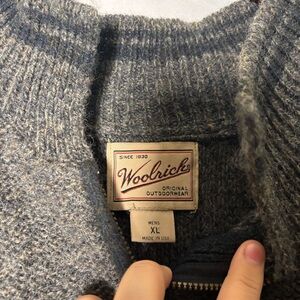 SINCE 1830
Woolrich
ORIGINAL
OUTDOORWEAR
MENS
XL
MADE IN USA